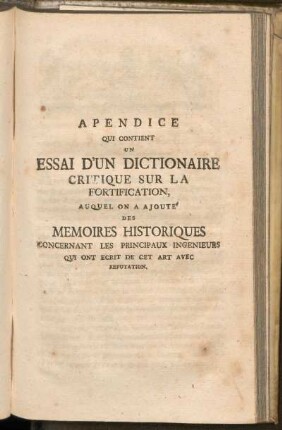 APENDICE
QUI CONTIENT
UN
ESSAI D'UN DICTIONAIRE
CRITIQUE SUR LA
FORTIFICATION,
AUQUEL ON A AJOUTE'
DES
MEMOIRES HISTORIQUES
CONCERNANT LES PRINCIPAUX INGENIEURS
QUI ONT ECRIT DE CET ART AVEC
REPUTATION.